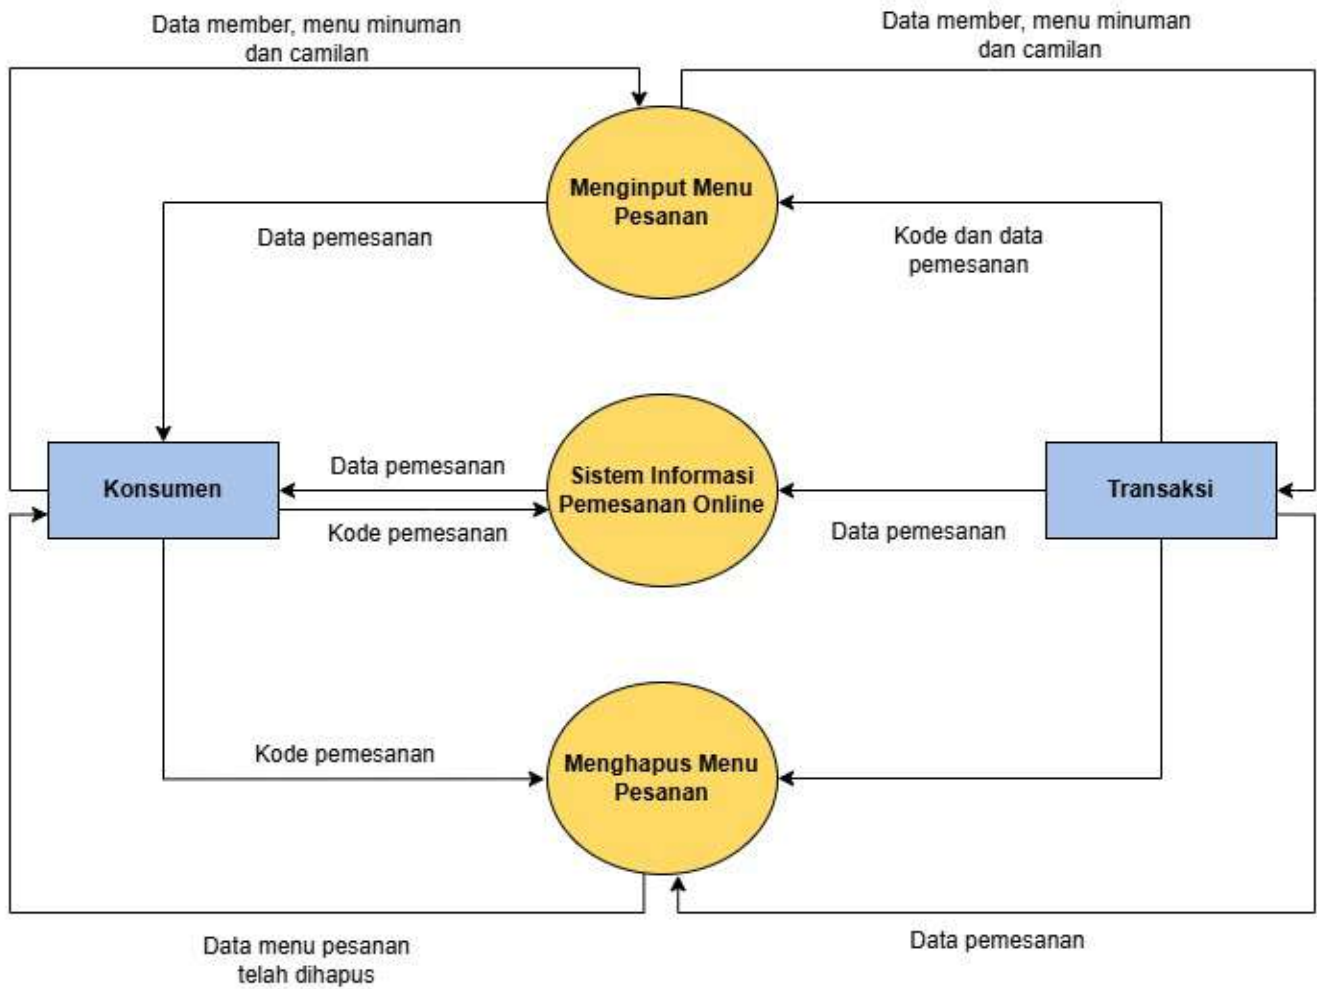 Data member, menu minuman
dan camilan
Data member, menu minuman
dan camilan
Menginput Menu
Pesanan
Data pemesanan
Kode dan data
pemesanan
Konsumen
Data pemesanan
Kode pemesanan
Sistem Informasi
Pemesanan Online
Data pemesanan
Transaksi
Kode pemesanan
Menghapus Menu
Pesanan
Data menu pesanan
telah dihapus
Data pemesanan